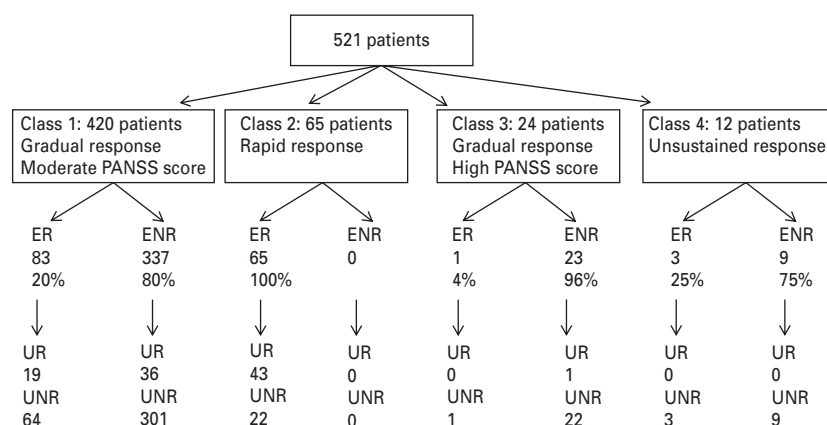 521 patients
Class 1: 420 patients
Gradual response
Moderate PANSS score
Class 2: 65 patients
Rapid response
Class 3: 24 patients
Gradual response
High PANSS score
Class 4: 12 patients
Unsustained response
ER
83
20%
ENR
337
80%
ER
65
100%
ENR
0
ER
1
4%
ENR
23
96%
ER
3
25%
ENR
9
75%
UR
19
UNR
64
UR
36
UNR
301
UR
43
UNR
22
UR
0
UNR
0
UR
0
UNR
1
UR
1
UNR
22
UR
0
UNR
3
UR
0
UNR
9